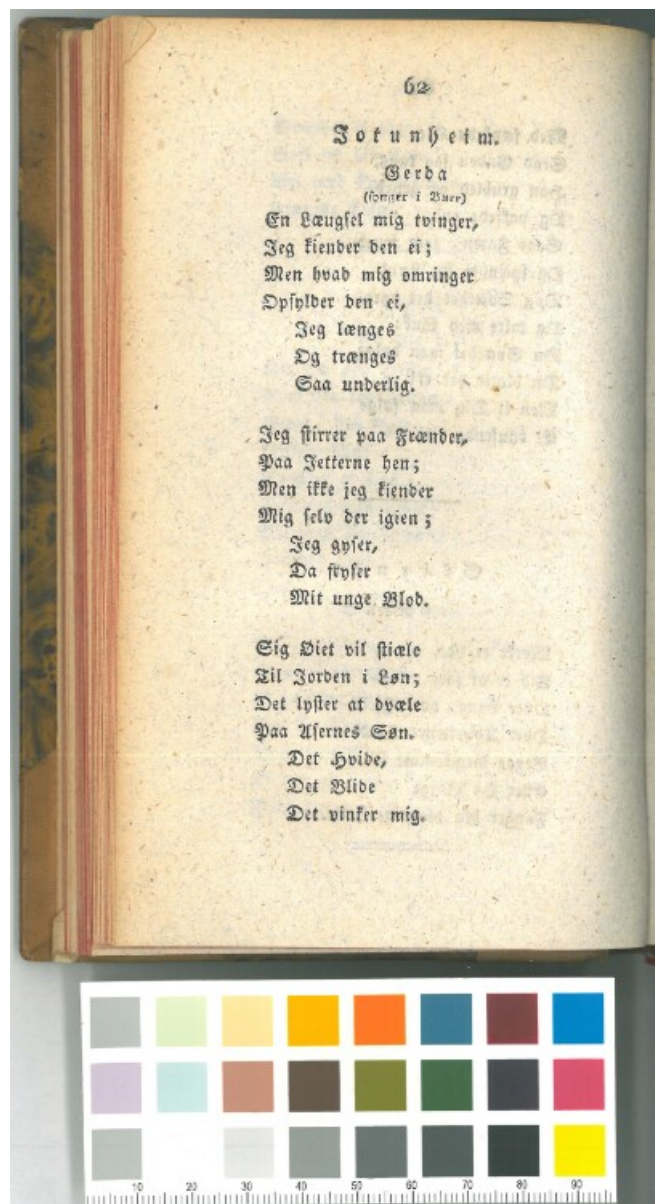 62
Jotunheim.
Gerda
(synger i Buer)
En Læugsel mig tvinger,
Jeg kiender den ei;
Men hvad mig omringer
Opfylder den ei,
Jeg længes
Og trænges
Saa underlig.
Jeg stirrer paa Frænder,
Paa Jetterne hen;
Men ikke jeg kiender
Mig selv der igien;
Jeg gyser,
Da fryser
Mit unge Blod.
Sig Øiet vil stiæle
Til Jorden i Løn;
Det lyster at dvæle
Paa Asernes Søn.
Det Hvide,
Det Blide
Det vinker mig.
10 20 30 40 50 60 70 80 90